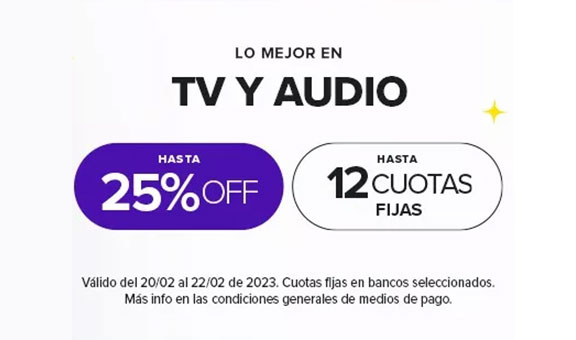 LO MEJOR EN
TV Y AUDIO
HASTA
25% OFF
HASTA
12 CUOTAS
FIJAS
Válido del 20/02 al 22/02 de 2023. Cuotas fijas en bancos seleccionados.
Más info en las condiciones generales de medios de pago.